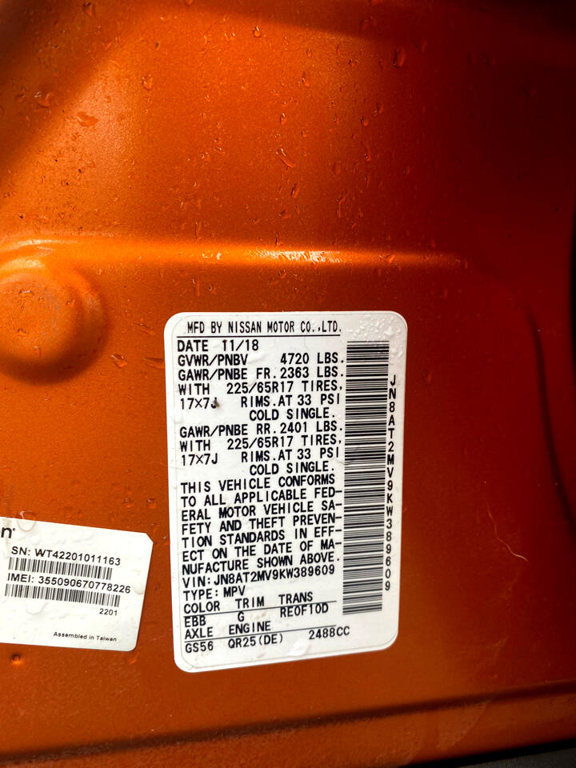 MFD BY NISSAN MOTOR CO.,LTD.
DATE 11/18
GVWR/PNBV 4720 LBS.
GAWR/PNBE FR. 2363 LBS.
WITH 225/65R17 TIRES,
17×7J RIMS.AT 33 PSI
COLD SINGLE.
GAWR/PNBE RR. 2401 LBS.
WITH 225/65R17 TIRES,
17×7J RIMS.AT 33 PSI
COLD SINGLE.
THIS VEHICLE CONFORMS
TO ALL APPLICABLE FED-
ERAL MOTOR VEHICLE SA-
FETY AND THEFT PREVEN-
TION STANDARDS IN EFF-
ECT ON THE DATE OF MA-
NUFACTURE SHOWN ABOVE.
VIN:JN8AT2MV9KW389609
TYPE:MPV
COLOR TRIM TRANS
EBB G RE0F10D
AXLE ENGINE
GS56 QR25(DE) 2488CC
JN8AT2MV9KW389609
SN: WT42201011163
IMEI: 355090670778226
2201
Assembled in Taiwan